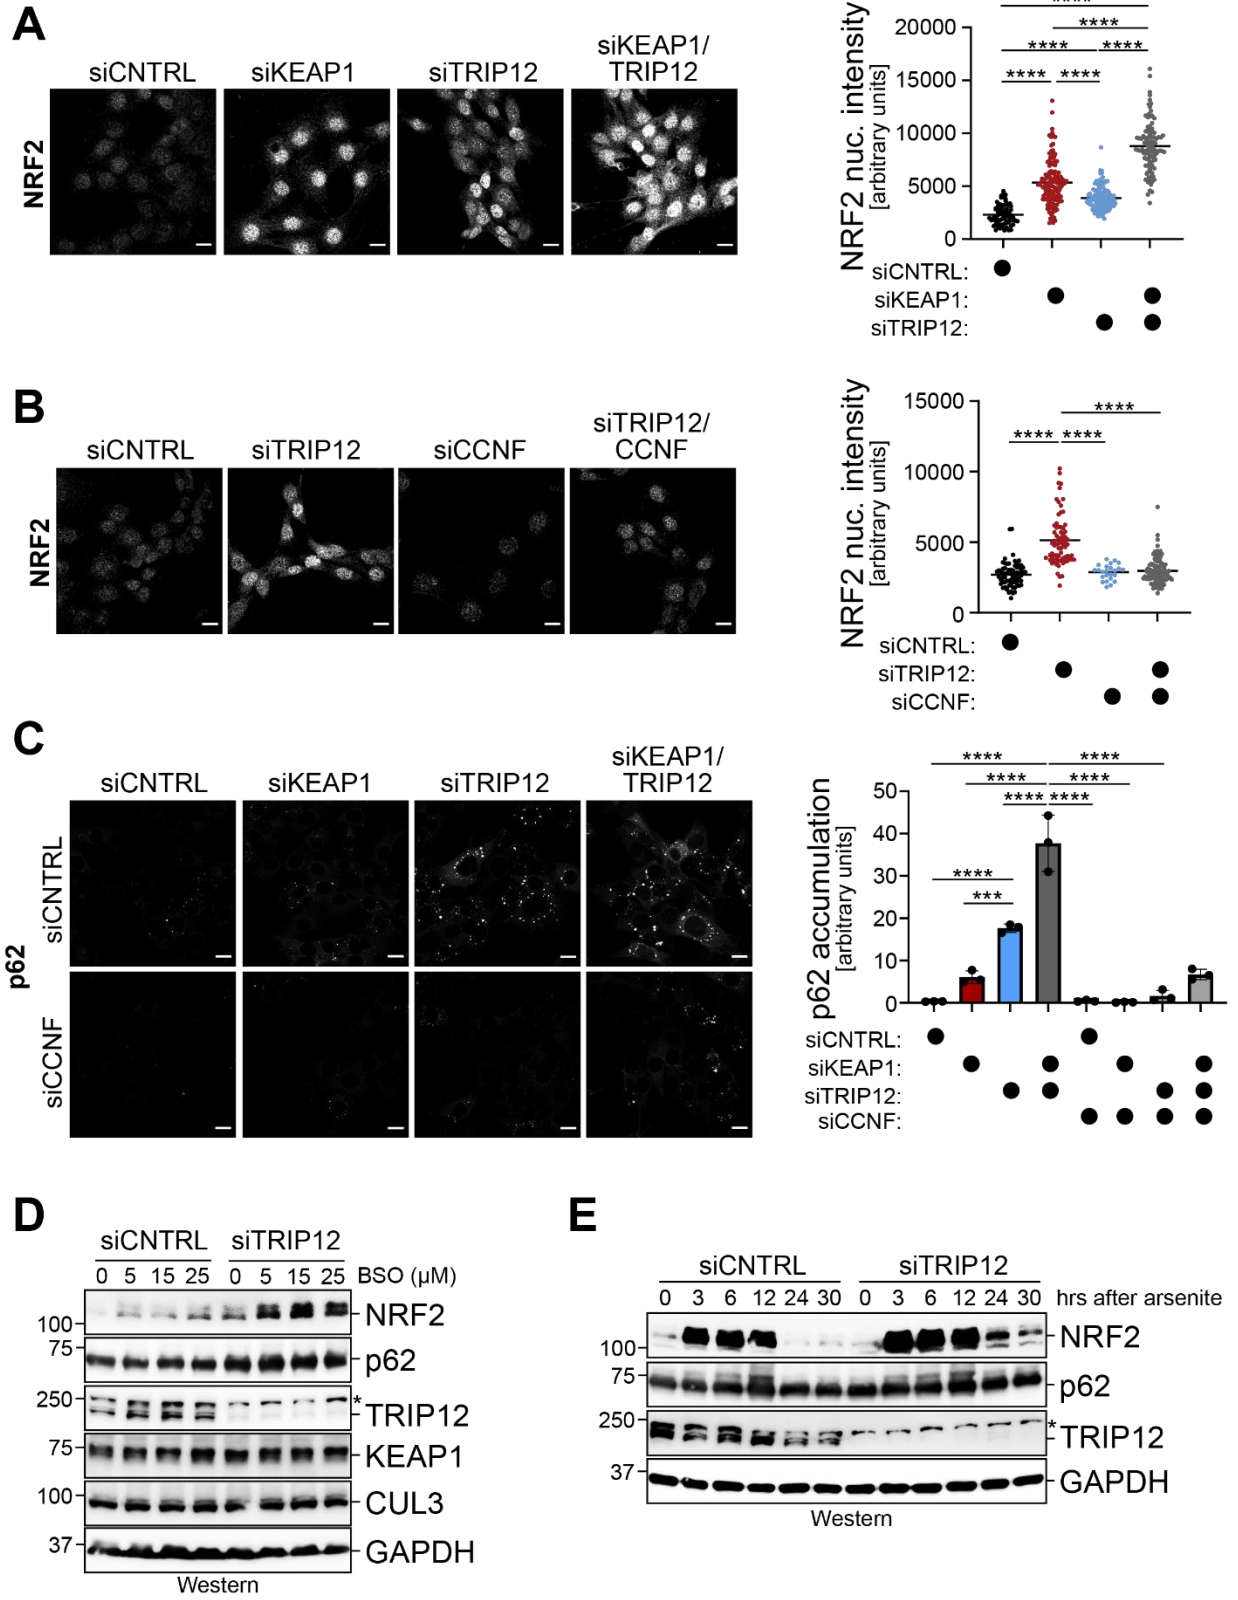 A
siCNTRL
siKEAP1
siTRIP12
siKEAP1/
TRIP12
NRF2
NRF2 nuc. intensity
[arbitrary units]
20000
15000
10000
5000
0
****
**** ****
**** ****
siCNTRL:
siKEAP1:
siTRIP12:
B
siCNTRL
siTRIP12
siCCNF
siTRIP12/
CCNF
NRF2
NRF2 nuc. intensity
[arbitrary units]
15000
10000
5000
0
****
**** ****
siCNTRL:
siTRIP12:
siCCNF:
C
siCNTRL
siKEAP1
siTRIP12
siKEAP1/
TRIP12
p62
siCNTRL
siCCNF
p62 accumulation
[arbitrary units]
50
40
30
20
10
0
**** ****
**** ****
**** ****
****
***
siCNTRL:
siKEAP1:
siTRIP12:
siCCNF:
D
siCNTRL siTRIP12
0 5 15 25 0 5 15 25 BSO (μM)
100 NRF2
75 p62
250 * TRIP12
75 KEAP1
100 CUL3
37 GAPDH
Western
E
siCNTRL siTRIP12
0 3 6 12 24 30 0 3 6 12 24 30 hrs after arsenite
100 NRF2
75 p62
250 * TRIP12
37 GAPDH
Western